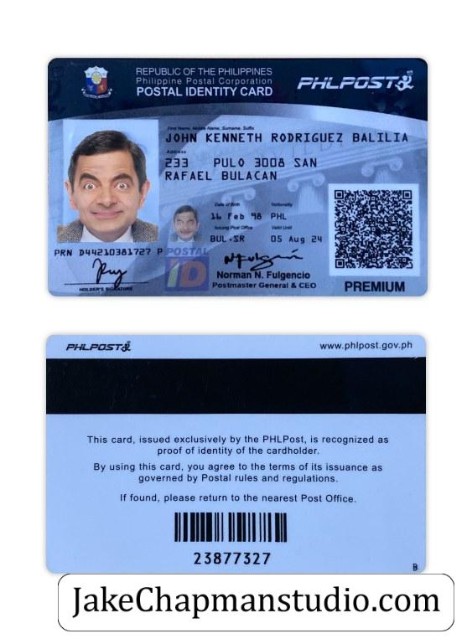 REPUBLIC OF THE PHILIPPINES
Philippine Postal Corporation
POSTAL IDENTITY CARD
PHLPOST
First Name, Middle Name, Surname, Suffix
JOHN KENNETH RODRIGUEZ BALILIA
Address
233 PULO 3008 SAN
RAFAEL BULACAN
Date of Birth Nationality
16 Feb 98 PHL
Issuing Post Office Valid Until
BUL-SR 05 Aug 24
PRN D44210381727 P
POSTAL
ID
HOLDER'S SIGNATURE
Norman N. Fulgencio
Postmaster General & CEO
PREMIUM
PHLPOST
www.phlpost.gov.ph
This card, issued exclusively by the PHLPost, is recognized as
proof of identity of the cardholder.
By using this card, you agree to the terms of its issuance as
governed by Postal rules and regulations.
If found, please return to the nearest Post Office.
23877327
B
JakeChapmanstudio.com